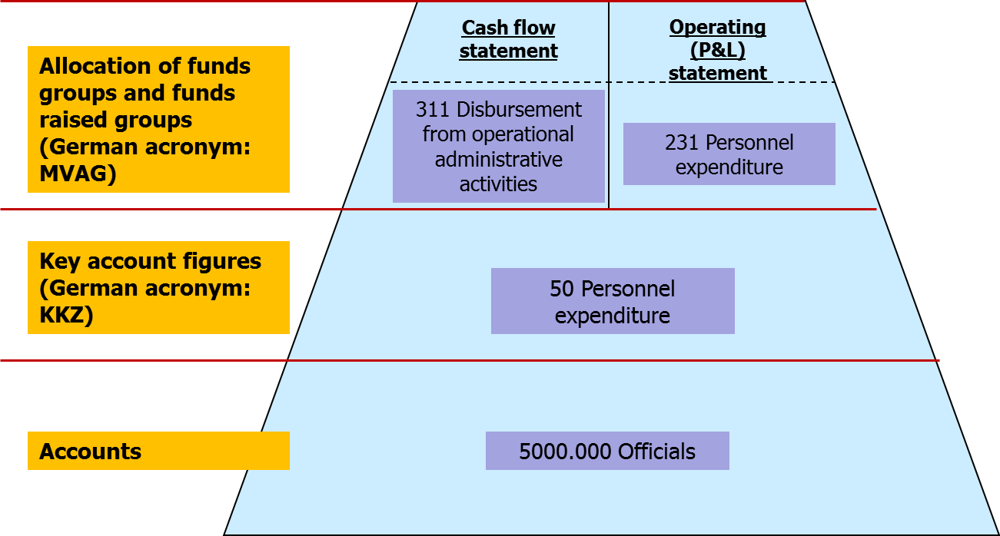 Cash flow
statement
Operating
(P&L)
statement
Allocation of funds
groups and funds
raised groups
(German acronym:
MVAG)
311 Disbursement
from operational
administrative
activities
231 Personnel
expenditure
Key account figures
(German acronym:
KKZ)
50 Personnel
expenditure
Accounts
5000.000 Officials